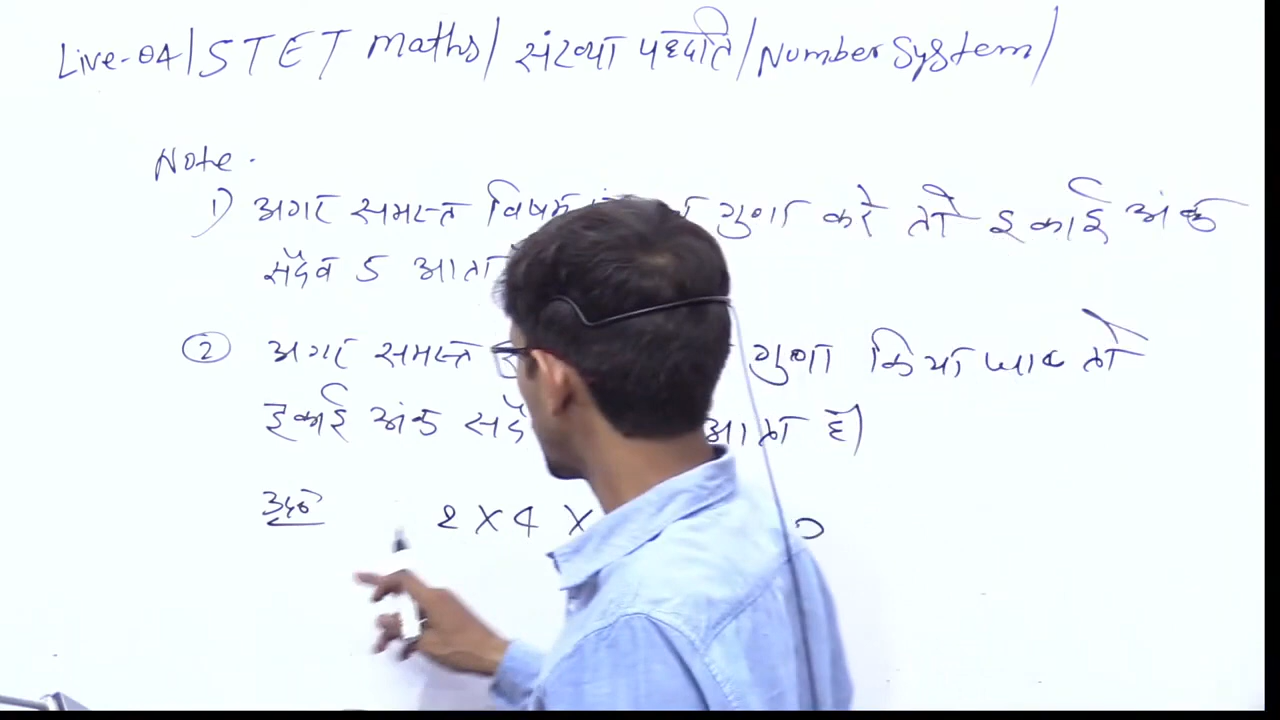 Live-04/STET maths/संख्या पद्धति/Number System/
Note.
1) अगर समस्त विषम गुणा करे तो इकाई अंक
सदैव 5 आता
② अगर समस्त गुणा किया जाए तो
इकाई अंक सदै आता है।
उदा० 2 x 4 x 0